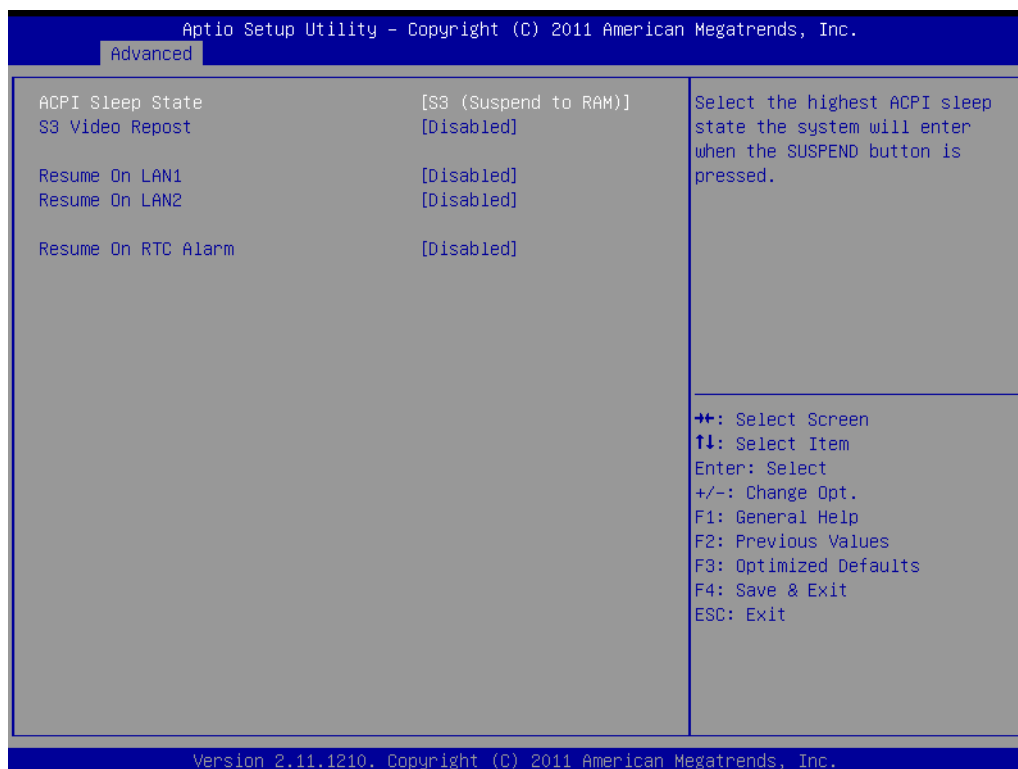 Aptio Setup Utility – Copyright (C) 2011 American Megatrends, Inc.
Advanced
ACPI Sleep State [S3 (Suspend to RAM)]
S3 Video Repost [Disabled]
Resume On LAN1 [Disabled]
Resume On LAN2 [Disabled]
Resume On RTC Alarm [Disabled]
Select the highest ACPI sleep
state the system will enter
when the SUSPEND button is
pressed.
→←: Select Screen
↑↓: Select Item
Enter: Select
+/-: Change Opt.
F1: General Help
F2: Previous Values
F3: Optimized Defaults
F4: Save & Exit
ESC: Exit
Version 2.11.1210. Copyright (C) 2011 American Megatrends, Inc.